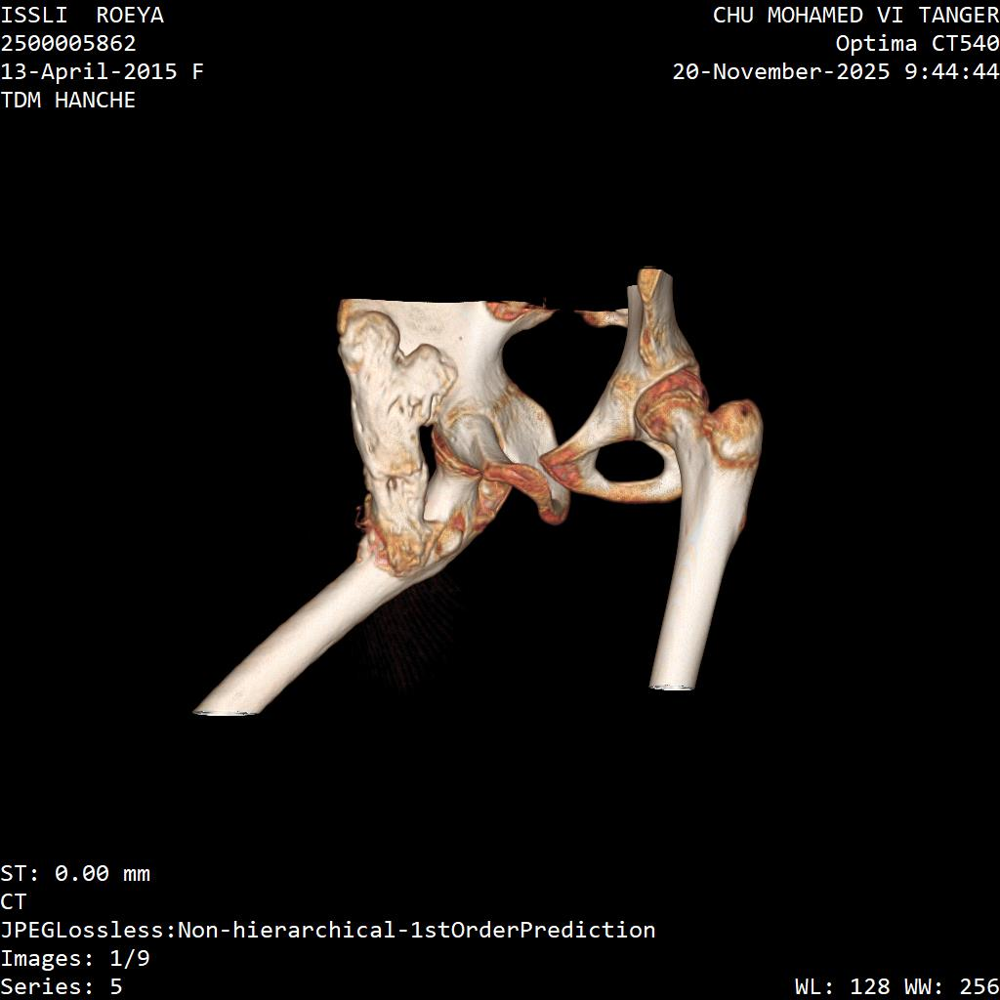 ISSLI  ROEYA
2500005862
13-April-2015 F
TDM HANCHE
CHU MOHAMED VI TANGER
Optima CT540
20-November-2025 9:44:44
ST: 0.00 mm
CT
JPEGLossless:Non-hierarchical-1stOrderPrediction
Images: 1/9
Series: 5
WL: 128 WW: 256